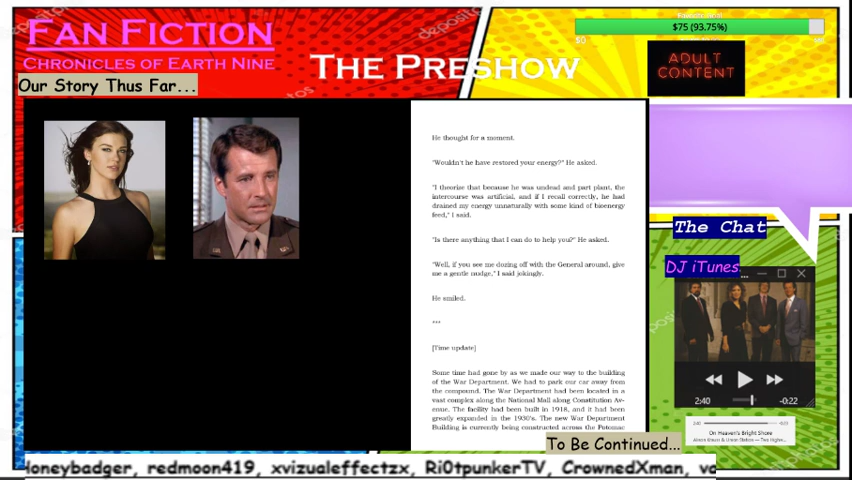 FAN FICTION
CHRONICLES OF EARTH NINE
THE PRESHOW
$75 (93.75%)
$0
ADULT
CONTENT
Our Story Thus Far...
He thought for a moment.
"Wouldn't he have restored your energy?" He asked.
"I theorize that because he was undead and part plant, the
intercourse was artificial, and if I recall correctly, he had
drained my energy unnaturally with some kind of bioenergy
feed," I said.
"Is there anything that I can do to help you?" He asked.
"Well, if you see me dozing off with the General around, give
me a gentle nudge," I said jokingly.
He smiled.
***
[Time update]
Some time had gone by as we made our way to the building
of the War Department. We had to park our car away from
the compound. The War Department had been located in a
vast complex along the National Mall along Constitution Av-
enue. The facility had been built in 1918, and it had been
greatly expanded in the 1930's. The new War Department
Building is currently being constructed across the Potomac
The Chat
DJ iTunes
...
2:40
-0:22
2:40
-0:22
On Heaven's Bright Shore
To Be Continued...
loneybadger, redmoon419, xvizualeffectzx, Ri0tpunkerTV, CrownedXman,